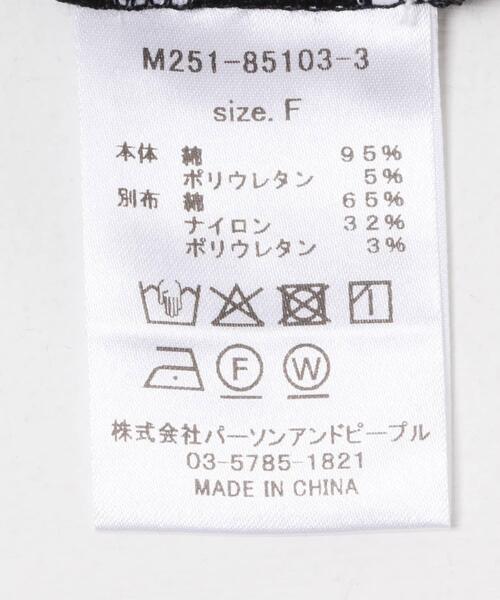 M251-85103-3
size. F
本体 綿 95%
ポリウレタン 5%
別布 綿 65%
ナイロン 32%
ポリウレタン 3%
F W
株式会社パーソンアンドピープル
03-5785-1821
MADE IN CHINA